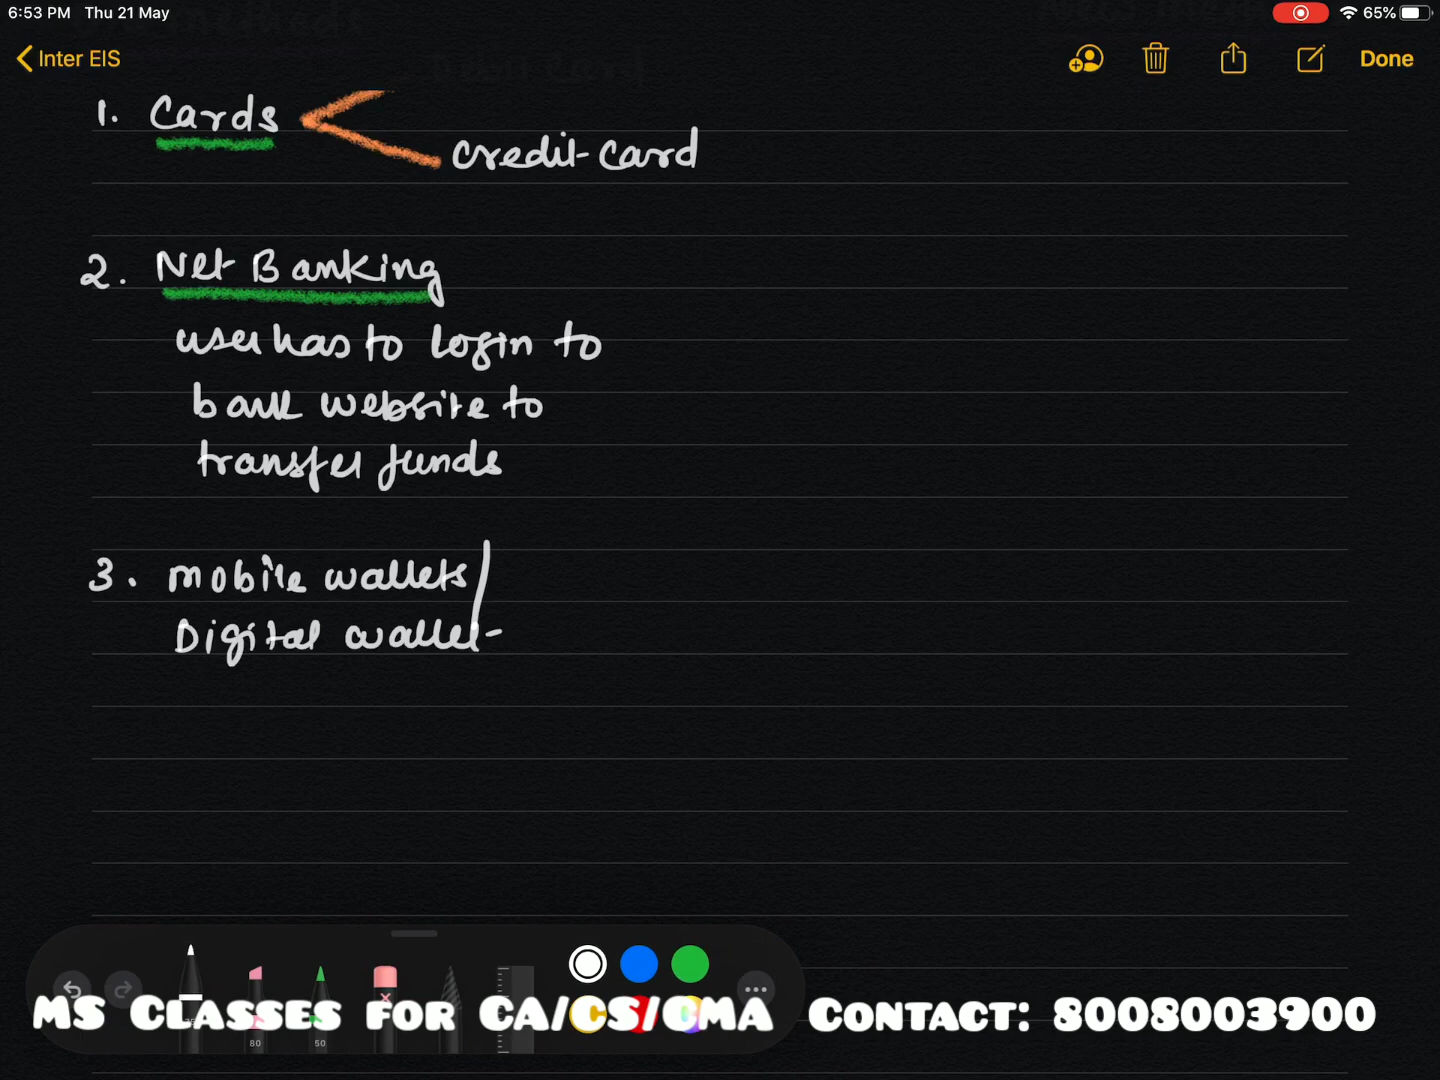 6:53 PM Thu 21 May 65%
Inter EIS Done
1. Cards
credit-card
2. Net Banking
user has to login to
bank website to
transfer funds
3. mobile wallets/
Digital wallet
80 50
MS Classes for CA/CS/CMA Contact: 8008003900